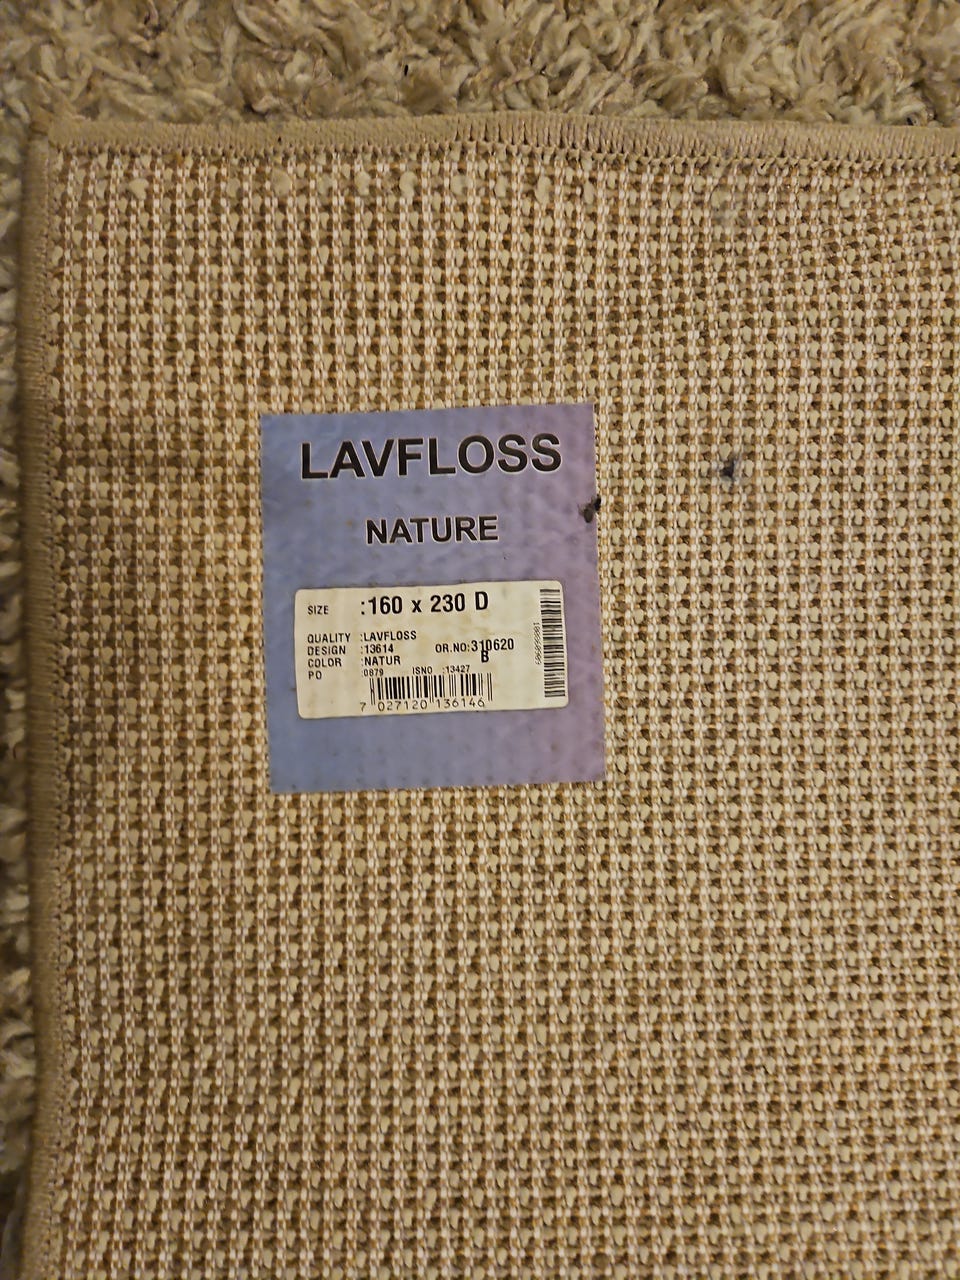 LAVFLOSS
NATURE
SIZE :160 x 230 D
QUALITY :LAVFLOSS
DESIGN :13614 OR.NO:310620
COLOR :NATUR B
PO :0879 ISNO :13427
7 027120 136146